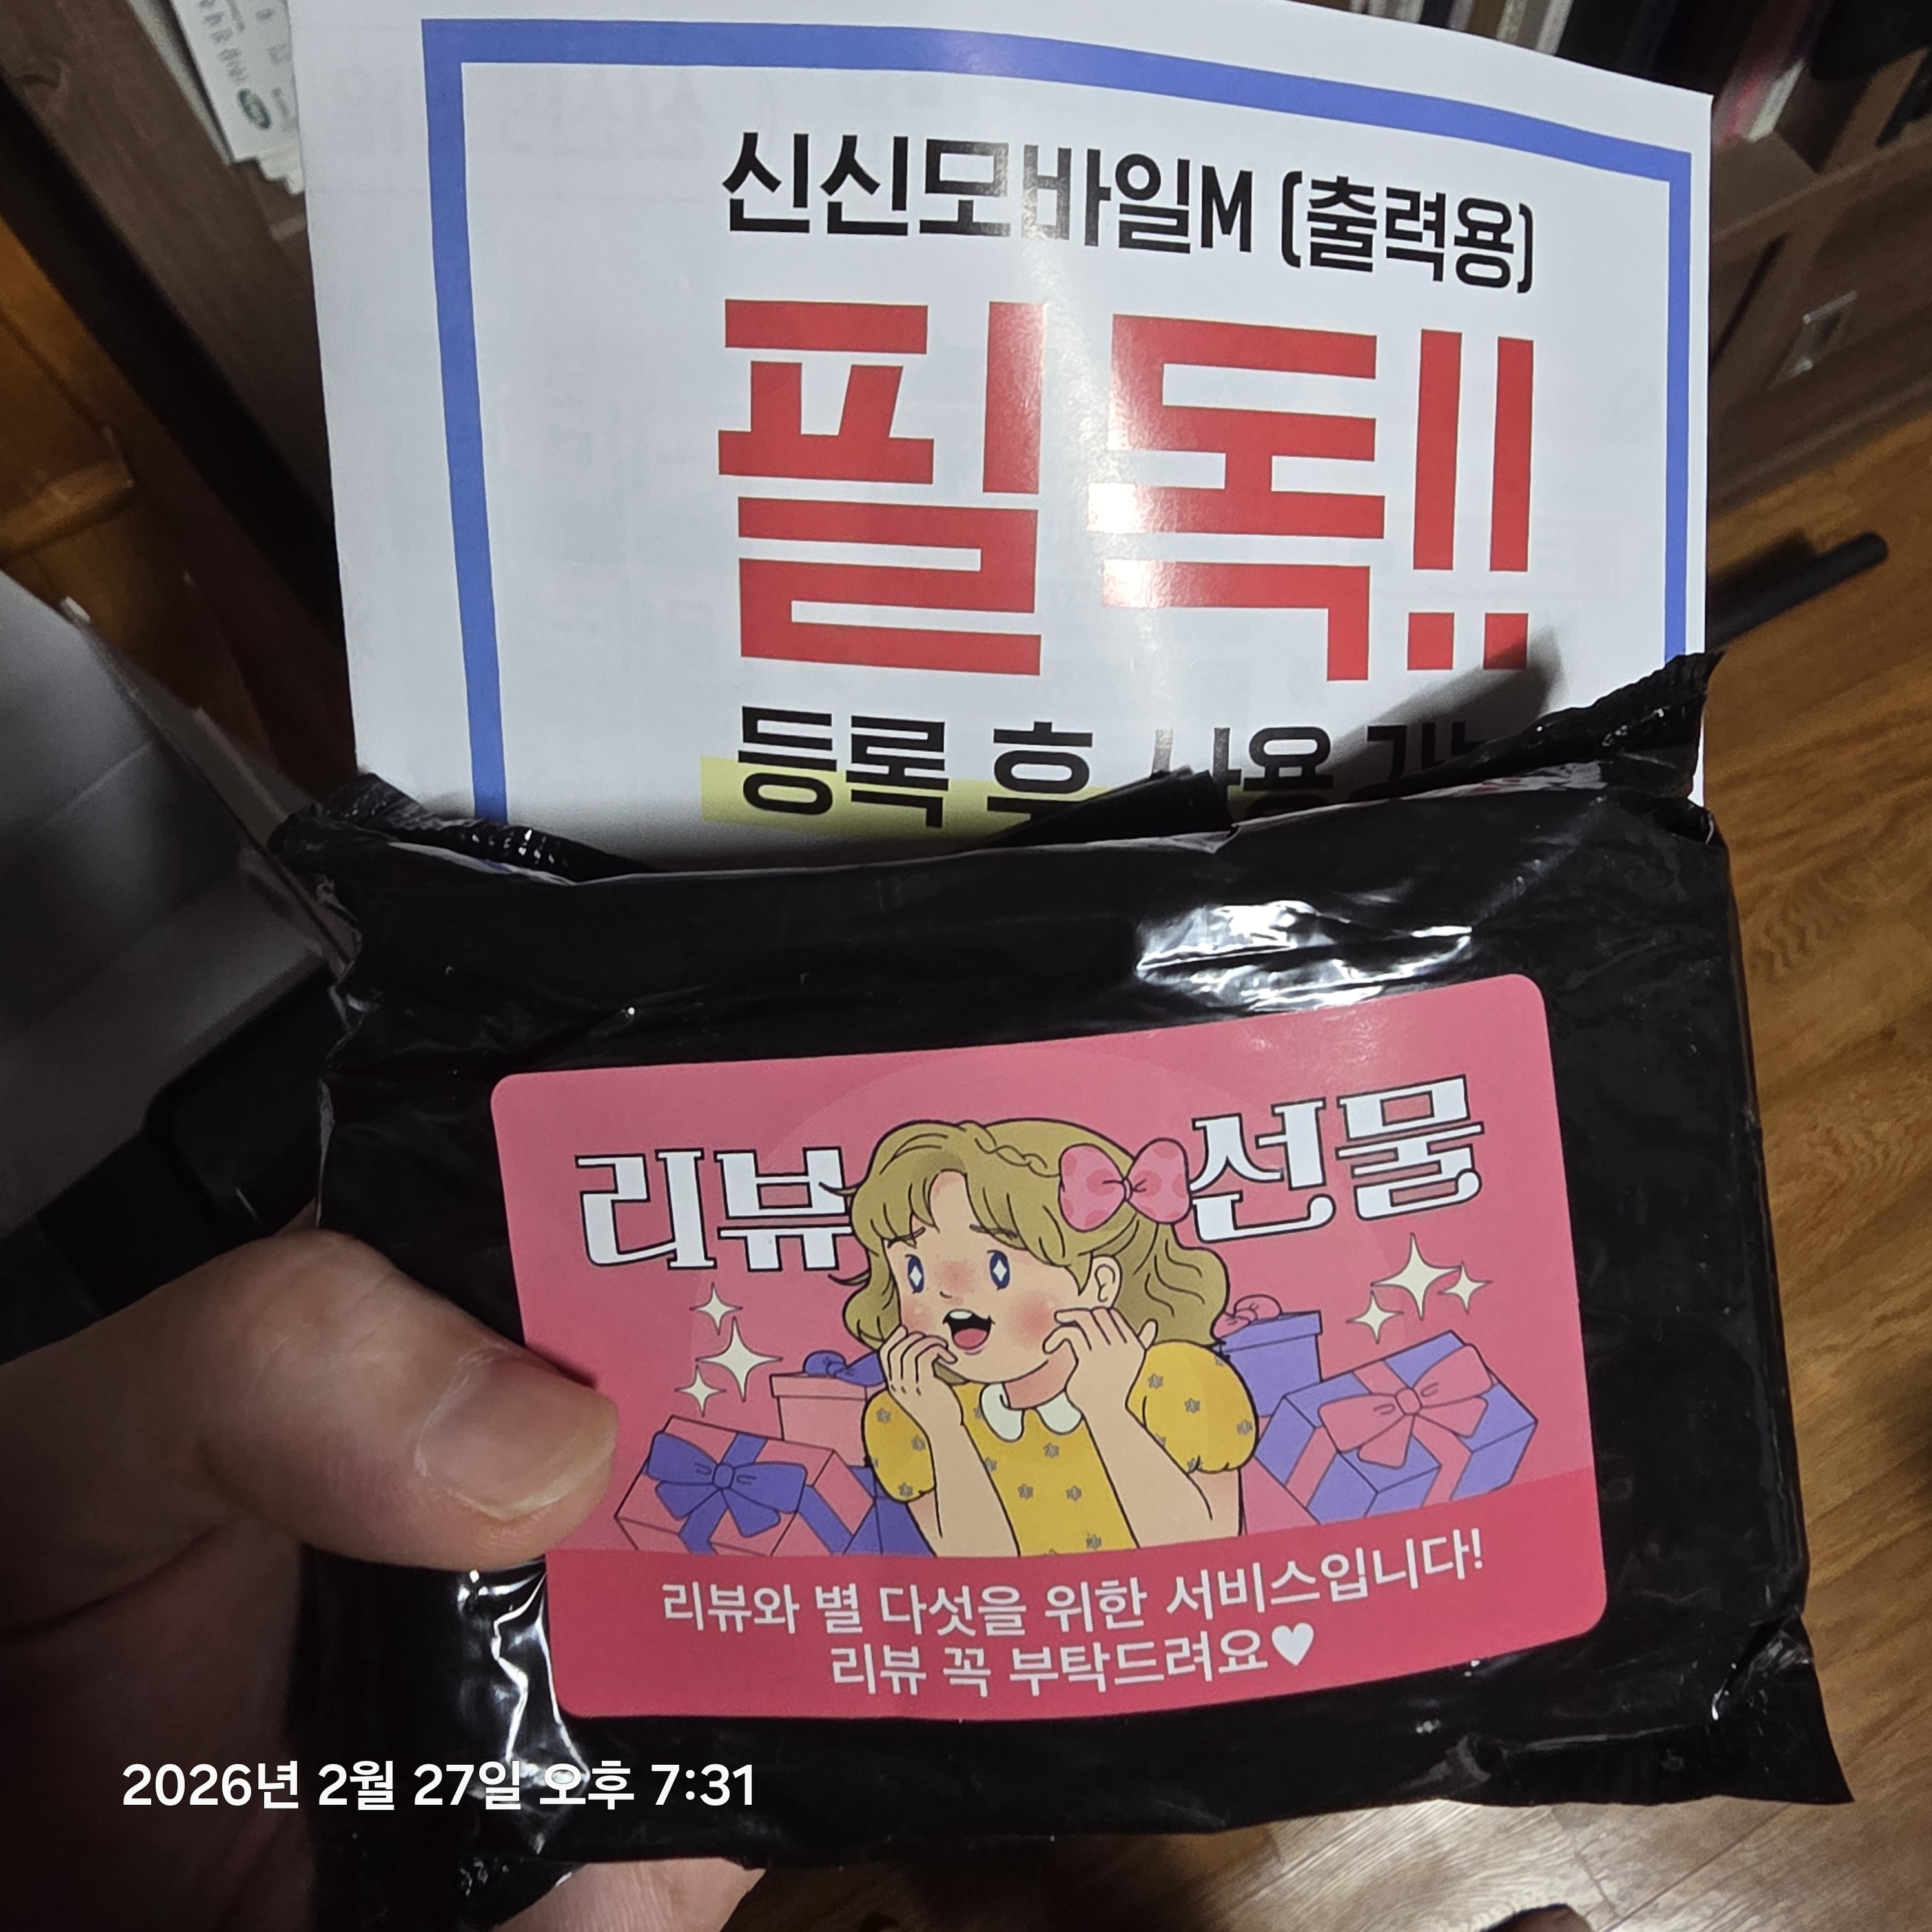 신신모바일M (출력용)
필독!!
등록 후 사용
리뷰 선물
리뷰와 별 다섯을 위한 서비스입니다!
리뷰 꼭 부탁드려요♥
2026년 2월 27일 오후 7:31